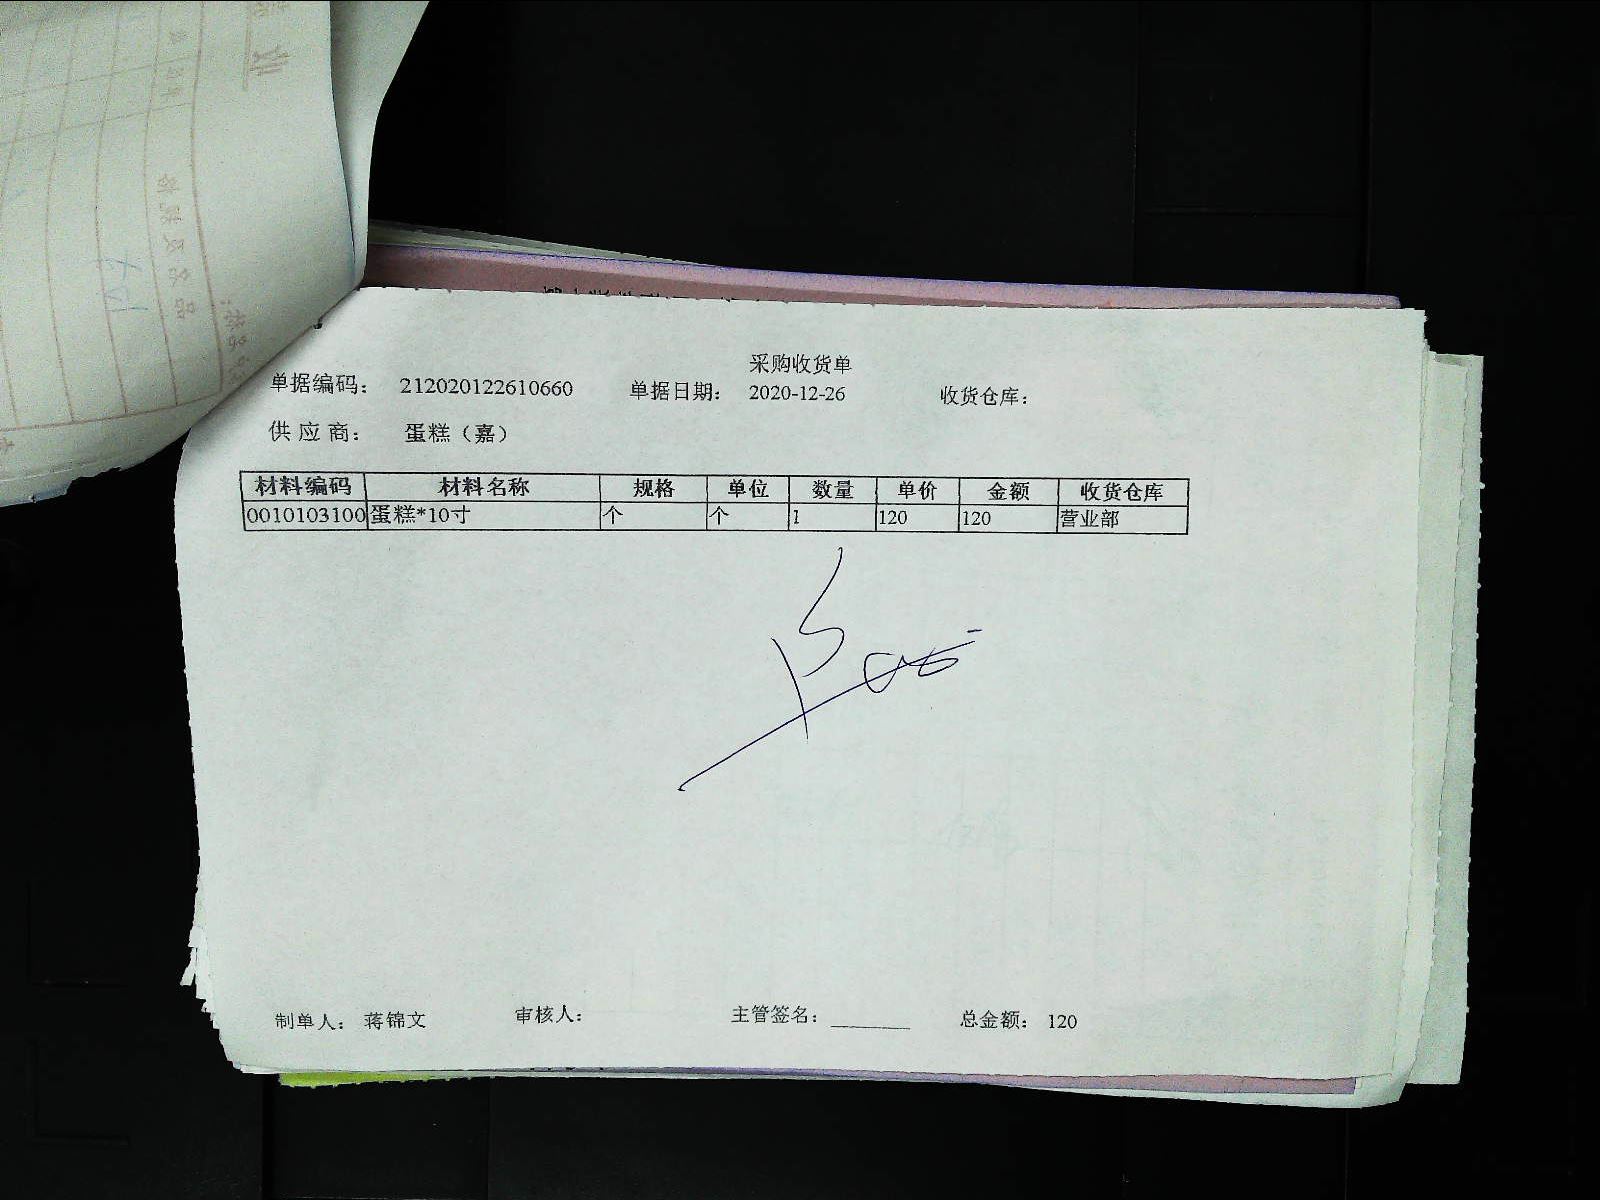 采购收货单
单据编码： 212020122610660 单据日期： 2020-12-26 收货仓库：
供 应 商： 蛋糕（嘉）
材料编码 材料名称 规格 单位 数量 单价 金额 收货仓库
0010103100 蛋糕*10寸 个 个 1 120 120 营业部
制单人： 蒋锦文 审核人： 主管签名：_______ 总金额： 120